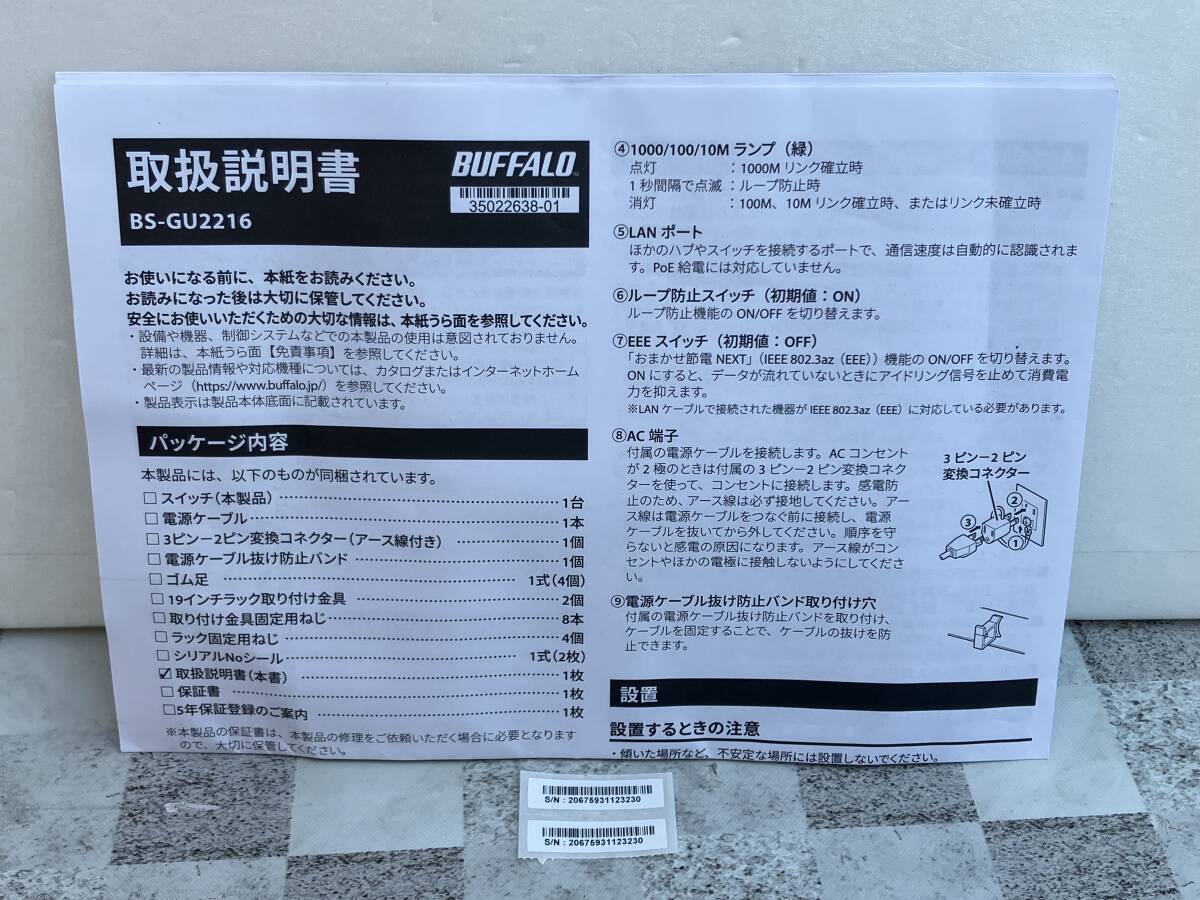 取扱説明書
BUFFALO
35022638-01
BS-GU2216
お使いになる前に、本紙をお読みください。
お読みになった後は大切に保管してください。
安全にお使いいただくための大切な情報は、本紙うら面を参照してください。
・設備や機器、制御システムなどでの本製品の使用は意図されておりません。
詳細は、本紙うら面【免責事項】を参照してください。
・最新の製品情報や対応機種については、カタログまたはインターネットホーム
ページ（https://www.buffalo.jp/）を参照してください。
・製品表示は製品本体底面に記載されています。
パッケージ内容
本製品には、以下のものが同梱されています。
□ スイッチ（本製品）…………1台
□ 電源ケーブル…………1本
□ 3ピン－2ピン変換コネクター（アース線付き）…………1個
□ 電源ケーブル抜け防止バンド…………1個
□ ゴム足…………1式（4個）
□ 19インチラック取り付け金具…………2個
□ 取り付け金具固定用ねじ…………8本
□ ラック固定用ねじ…………4個
□ シリアルNoシール…………1式（2枚）
☑ 取扱説明書（本書）…………1枚
□ 保証書…………1枚
□ 5年保証登録のご案内…………1枚
※本製品の保証書は、本製品の修理をご依頼いただく場合に必要となります
ので、大切に保管してください。
④1000/100/10M ランプ（緑）
点灯　：1000M リンク確立時
1 秒間隔で点滅：ループ防止時
消灯　：100M、10M リンク確立時、またはリンク未確立時
⑤LAN ポート
ほかのハブやスイッチを接続するポートで、通信速度は自動的に認識されま
す。PoE 給電には対応していません。
⑥ループ防止スイッチ（初期値：ON）
ループ防止機能の ON/OFF を切り替えます。
⑦EEE スイッチ（初期値：OFF）
「おまかせ節電 NEXT」（IEEE 802.3az（EEE））機能の ON/OFF を切り替えます。
ON にすると、データが流れていないときにアイドリング信号を止めて消費電
力を抑えます。
※LAN ケーブルで接続された機器が IEEE 802.3az（EEE）に対応している必要があります。
⑧AC 端子
付属の電源ケーブルを接続します。AC コンセント
が 2 極のときは付属の 3 ピン－2 ピン変換コネク
ターを使って、コンセントに接続します。感電防
止のため、アース線は必ず接地してください。アー
ス線は電源ケーブルをつなぐ前に接続し、電源
ケーブルを抜いてから外してください。順序を守
らないと感電の原因になります。アース線がコン
セントやほかの電極に接触しないようにしてくださ
い。
3 ピン－2 ピン
変換コネクター
②
③
①
⑨電源ケーブル抜け防止バンド取り付け穴
付属の電源ケーブル抜け防止バンドを取り付け、
ケーブルを固定することで、ケーブルの抜けを防
止できます。
設置
設置するときの注意
・傾いた場所など、不安定な場所には設置しないでください。
S/N : 20675931123230
S/N : 20675931123230